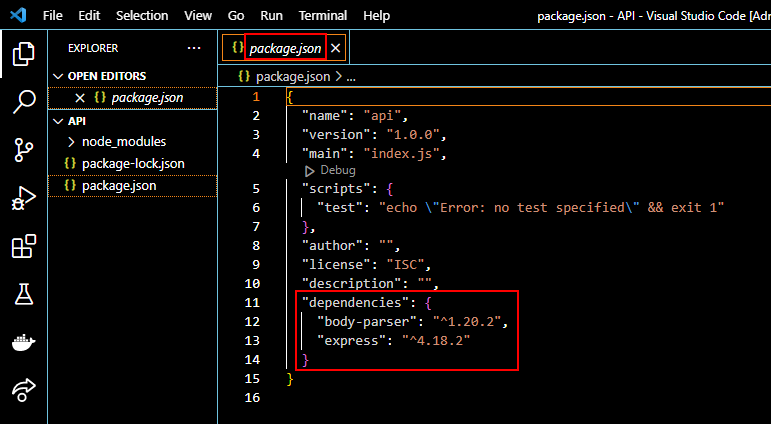 File Edit Selection View Go Run Terminal Help package.json - API - Visual Studio Code [Adm
EXPLORER ...
{} package.json ×
OPEN EDITORS
× {} package.json
API
node_modules
{} package-lock.json
{} package.json
{} package.json > ...
1 {
2 "name": "api",
3 "version": "1.0.0",
4 "main": "index.js",
Debug
5 "scripts": {
6 "test": "echo \"Error: no test specified\" && exit 1"
7 },
8 "author": "",
9 "license": "ISC",
10 "description": "",
11 "dependencies": {
12 "body-parser": "^1.20.2",
13 "express": "^4.18.2"
14 }
15 }
16